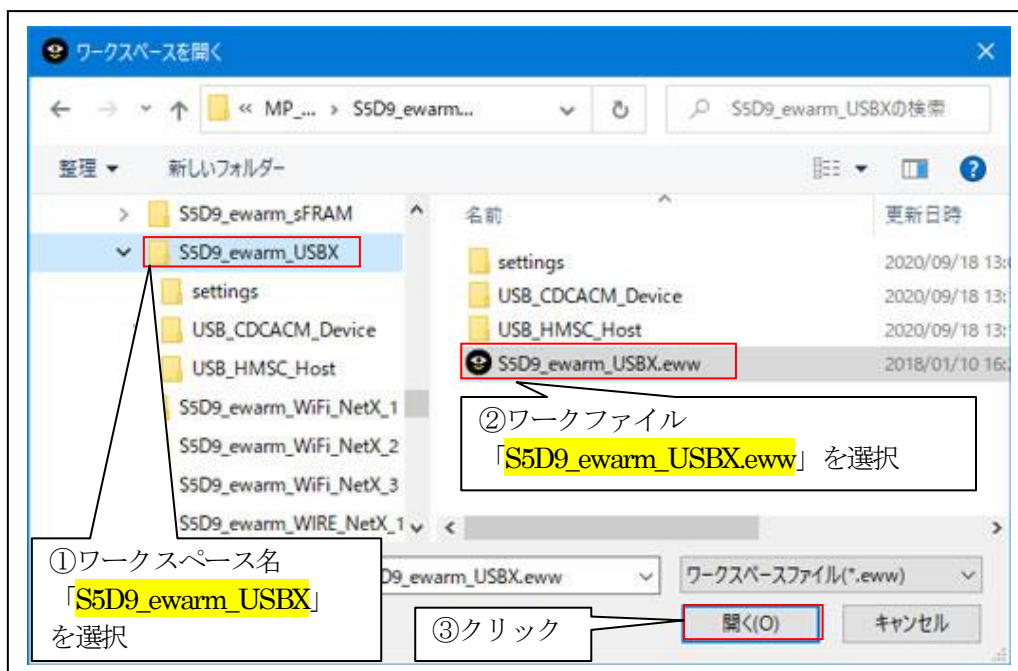 ワークスペースを開く
« MP_... > S5D9_ewarm...
S5D9_ewarm_USBXの検索
整理
新しいフォルダー
S5D9_ewarm_sFRAM
S5D9_ewarm_USBX
settings
USB_CDCACM_Device
USB_HMSC_Host
S5D9_ewarm_WiFi_NetX_1
S5D9_ewarm_WiFi_NetX_2
S5D9_ewarm_WiFi_NetX_3
S5D9_ewarm_WIRE_NetX_1
名前
更新日時
settings
2020/09/18 13:
USB_CDCACM_Device
2020/09/18 13:
USB_HMSC_Host
2020/09/18 13:
S5D9_ewarm_USBX.eww
2018/01/10 16:
②ワークファイル
「S5D9_ewarm_USBX.eww」を選択
①ワークスペース名
「S5D9_ewarm_USBX」
を選択
D9_ewarm_USBX.eww
ワークスペースファイル(*.eww)
③クリック
開く(O)
キャンセル